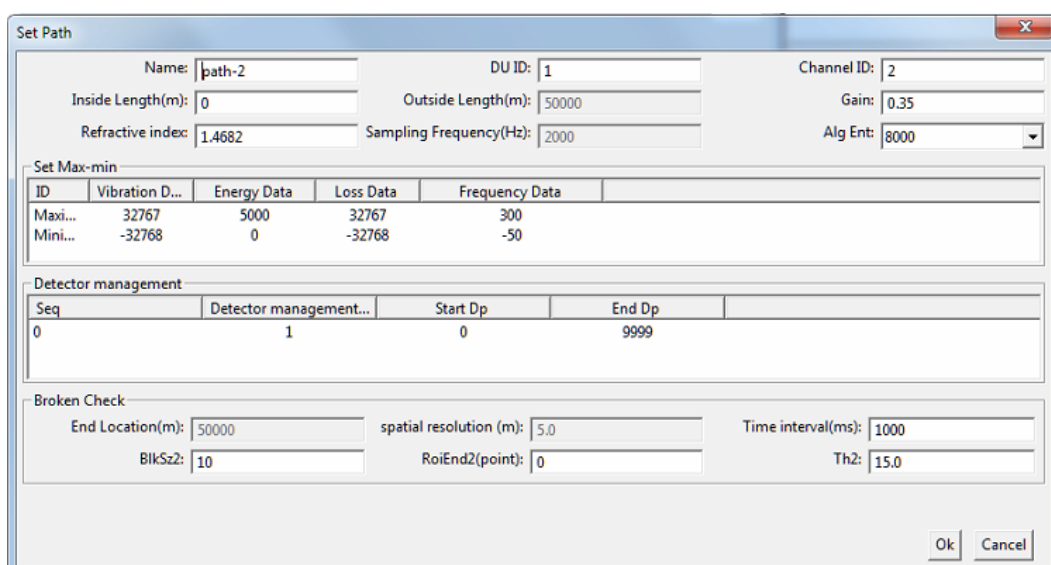 Set Path
Name: path-2 DU ID: 1 Channel ID: 2
Inside Length(m): 0 Outside Length(m): 50000 Gain: 0.35
Refractive index: 1.4682 Sampling Frequency(Hz): 2000 Alg Ent: 8000
Set Max-min
ID Vibration D... Energy Data Loss Data Frequency Data
Maxi... 32767 5000 32767 300
Mini... -32768 0 -32768 -50
Detector management
Seq Detector management... Start Dp End Dp
0 1 0 9999
Broken Check
End Location(m): 50000 spatial resolution (m): 5.0 Time interval(ms): 1000
BlkSz2: 10 RoiEnd2(point): 0 Th2: 15.0
Ok Cancel